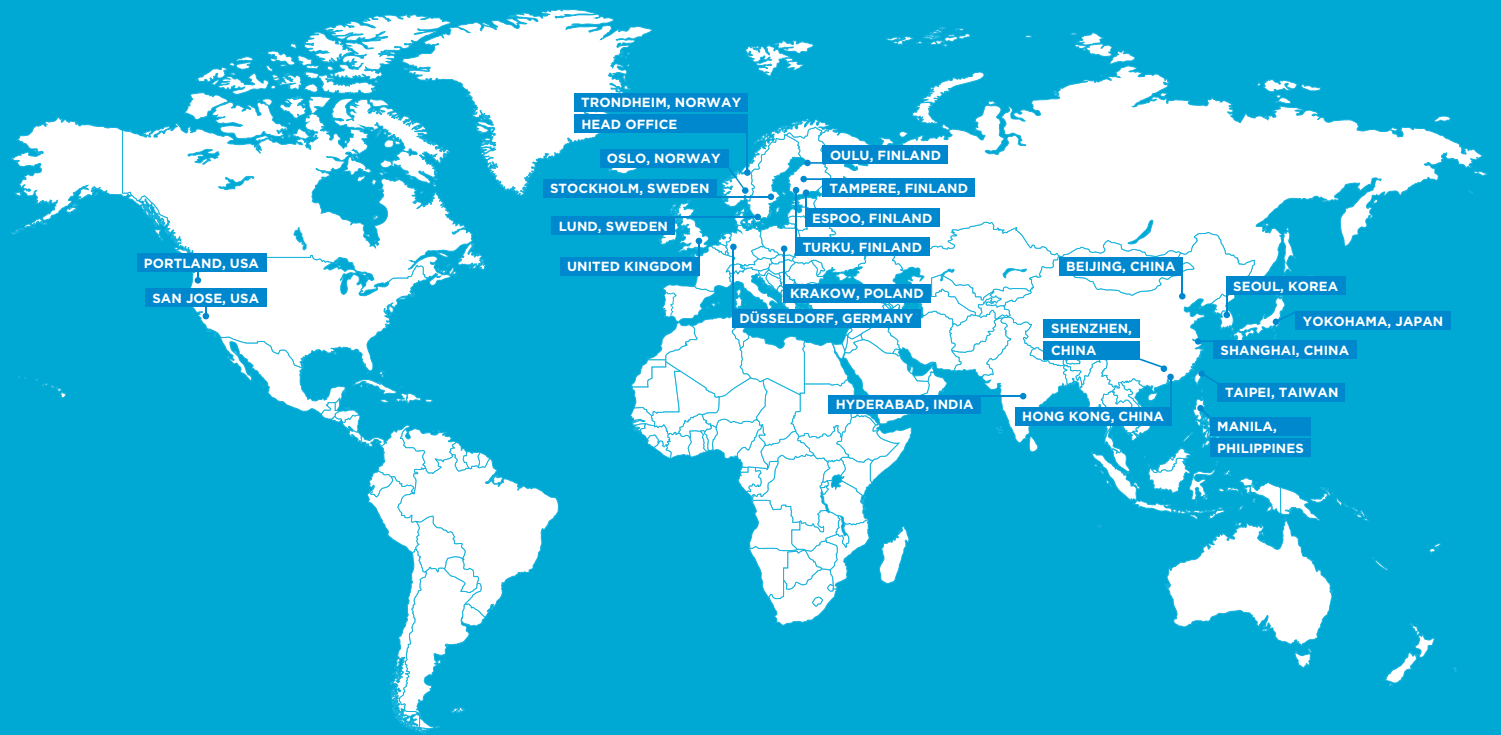 TRONDHEIM, NORWAY
HEAD OFFICE
OSLO, NORWAY
OULU, FINLAND
STOCKHOLM, SWEDEN
TAMPERE, FINLAND
LUND, SWEDEN
ESPOO, FINLAND
TURKU, FINLAND
UNITED KINGDOM
PORTLAND, USA
BEIJING, CHINA
SAN JOSE, USA
KRAKOW, POLAND
SEOUL, KOREA
DÜSSELDORF, GERMANY
YOKOHAMA, JAPAN
SHENZHEN,
CHINA
SHANGHAI, CHINA
TAIPEI, TAIWAN
HYDERABAD, INDIA
HONG KONG, CHINA
MANILA,
PHILIPPINES